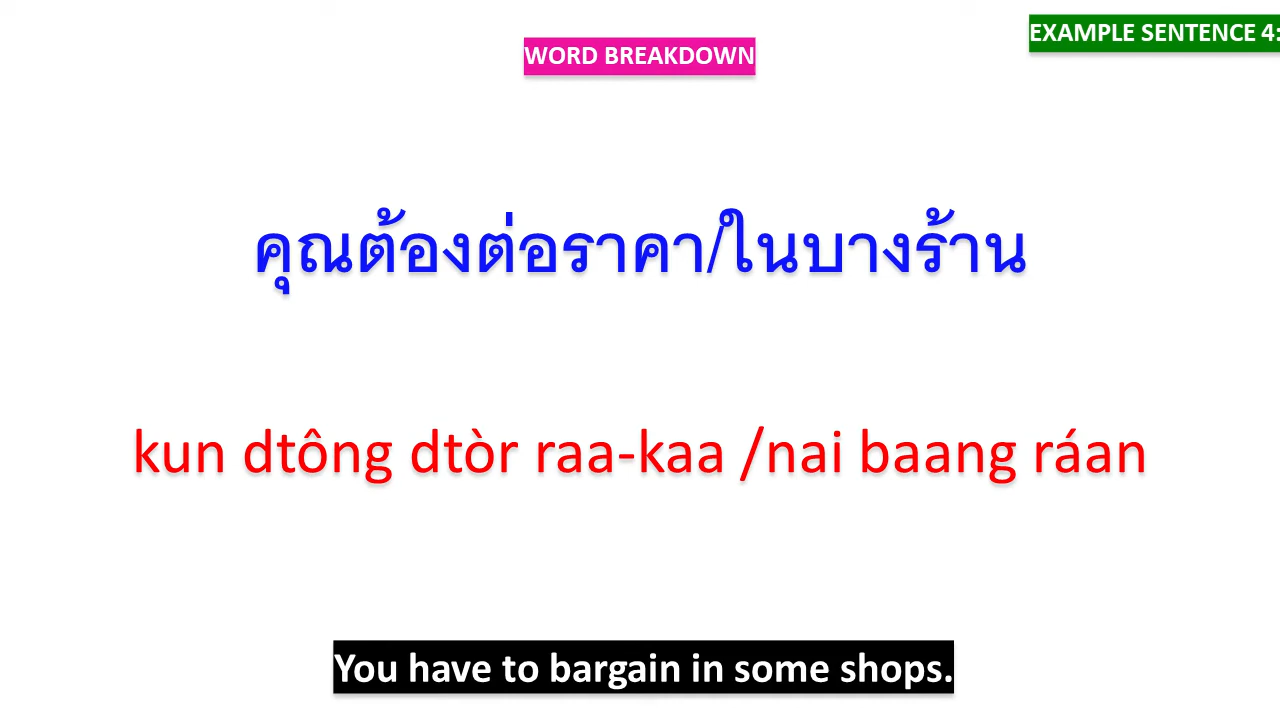 EXAMPLE SENTENCE 4:
WORD BREAKDOWN
คุณต้องต่อราคา/ในบางร้าน
kun dtông dtòr raa-kaa /nai baang ráan
You have to bargain in some shops.